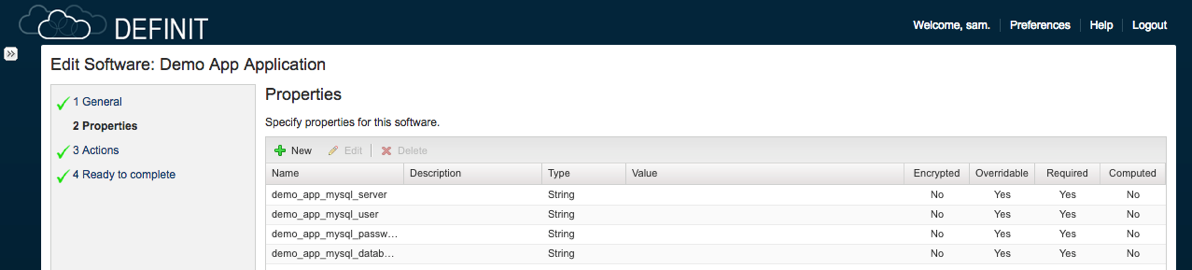 DEFINIT
Welcome, sam. Preferences Help Logout
Edit Software: Demo App Application
1 General
2 Properties
3 Actions
4 Ready to complete
Properties
Specify properties for this software.
New Edit Delete
Name Description Type Value Encrypted Overridable Required Computed
demo_app_mysql_server String No Yes Yes No
demo_app_mysql_user String No Yes Yes No
demo_app_mysql_passw... String No Yes Yes No
demo_app_mysql_datab... String No Yes Yes No